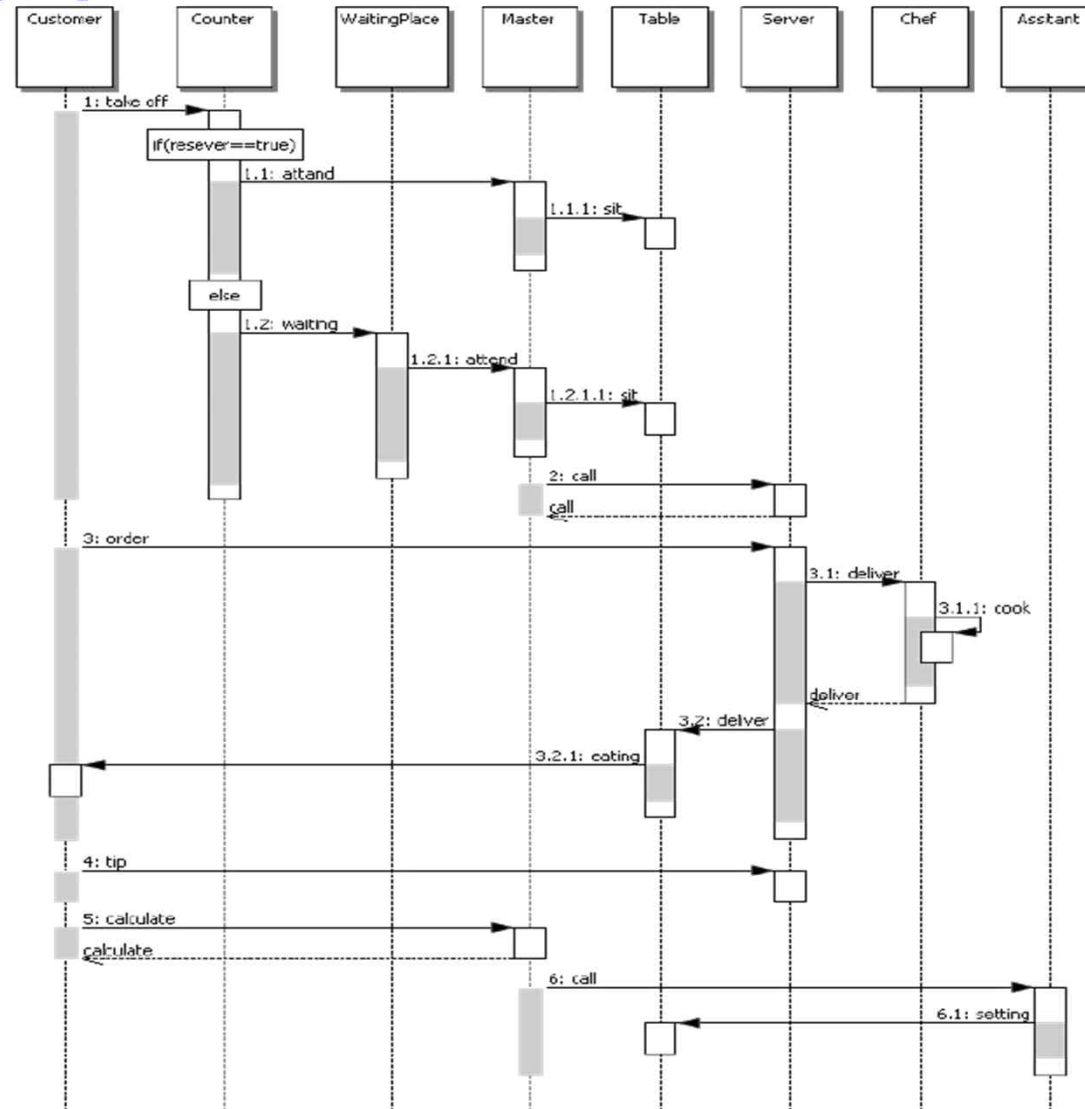 Customer Counter WaitingPlace Master Table Server Chef Assitant
1: take off
if(resever==true)
1.1: attand
1.1.1: sit
else
1.2: waiting
1.2.1: attend
1.2.1.1: sit
2: call
call
3: order
3.1: deliver
3.1.1: cook
deliver
3.2: deliver
3.2.1: eating
4: tip
5: calculate
calculate
6: call
6.1: setting